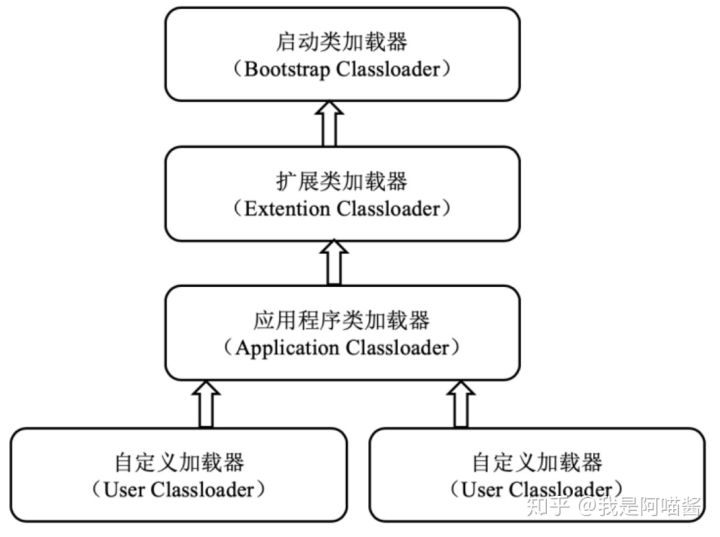 启动类加载器
（Bootstrap Classloader）
扩展类加载器
（Extention Classloader）
应用程序类加载器
（Application Classloader）
自定义加载器
（User Classloader）
自定义加载器
（User Classloader）
知乎 @我是阿喵酱